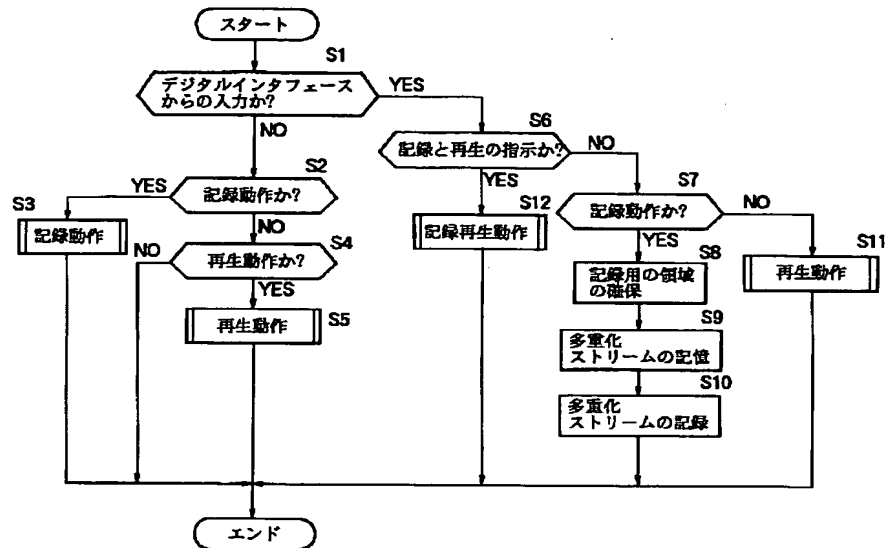 スタート
S1
デジタルインタフェース
からの入力か?
YES
NO
S6
記録と再生の指示か?
NO
YES
S2
記録動作か?
YES
NO
S3
記録動作
S4
再生動作か?
NO
YES
S5
再生動作
S12
記録再生動作
S7
記録動作か?
NO
YES
S8
記録用の領域
の確保
S9
多重化
ストリームの記憶
S10
多重化
ストリームの記録
S11
再生動作
エンド